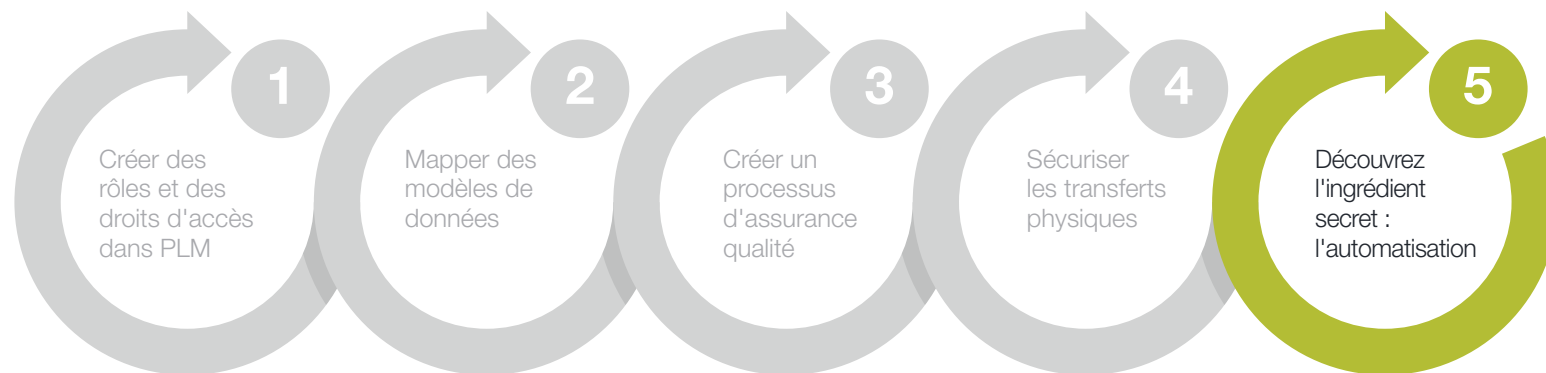 1
Créer des
rôles et des
droits d'accès
dans PLM
2
Mapper des
modèles de
données
3
Créer un
processus
d'assurance
qualité
4
Sécuriser
les transferts
physiques
5
Découvrez
l'ingrédient
secret :
l'automatisation